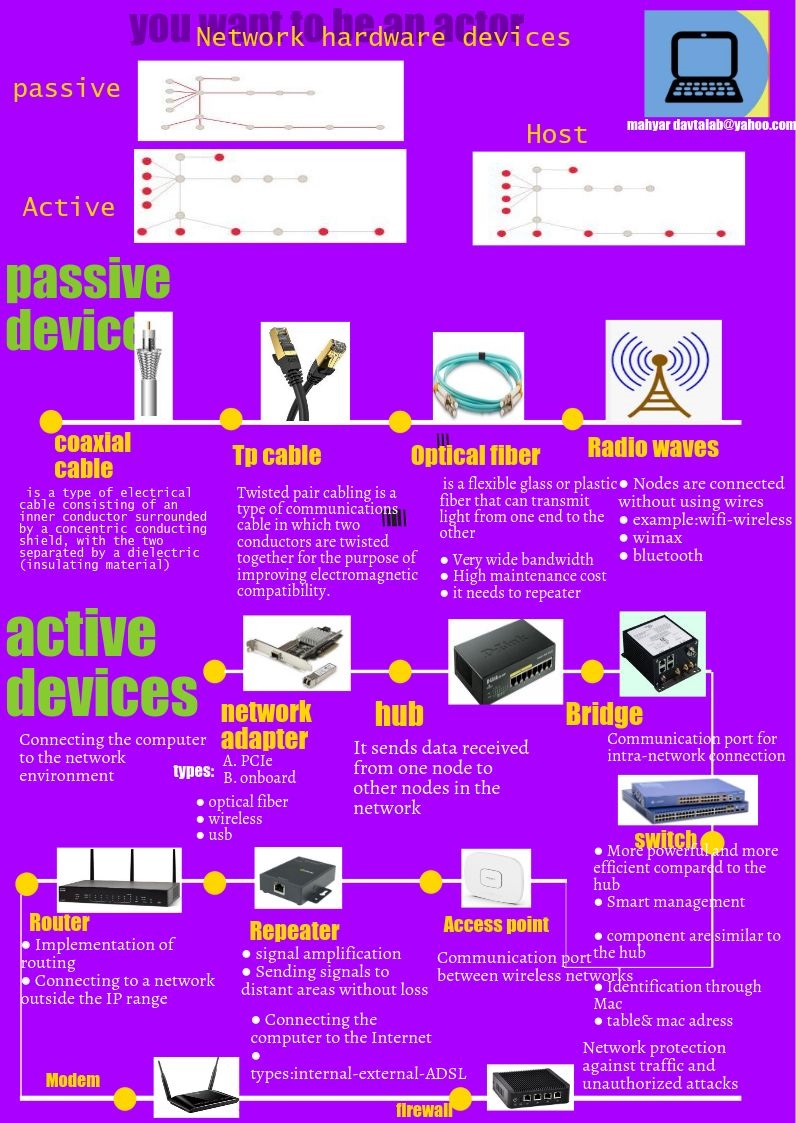 you want to be an actor
Network hardware devices
mahyar davtalab@yahoo.com
passive
Host
Active
passive
device
coaxial
cable
is a type of electrical
cable consisting of an
inner conductor surrounded
by a concentric conducting
shield, with the two
separated by a dielectric
(insulating material)
Tp cable
Twisted pair cabling is a
type of communications
cable in which two
conductors are twisted
together for the purpose of
improving electromagnetic
compatibility.
Optical fiber
is a flexible glass or plastic
fiber that can transmit
light from one end to the
other
● Very wide bandwidth
● High maintenance cost
● it needs to repeater
Radio waves
● Nodes are connected
without using wires
● example:wifi-wireless
● wimax
● bluetooth
active
devices
Connecting the computer
to the network
environment
network
adapter
types:
A. PCIe
B. onboard
● optical fiber
● wireless
● usb
D-Link
hub
It sends data received
from one node to
other nodes in the
network
Bridge
Communication port for
intra-network connection
switch
● More powerful and more
efficient compared to the
hub
● Smart management
● component are similar to
the hub
● Identification through
Mac
● table& mac adress
Router
● Implementation of
routing
● Connecting to a network
outside the IP range
Repeater
● signal amplification
● Sending signals to
distant areas without loss
Access point
Communication port
between wireless networks
● Connecting the
computer to the Internet
●
types:internal-external-ADSL
Modem
firewall
Network protection
against traffic and
unauthorized attacks